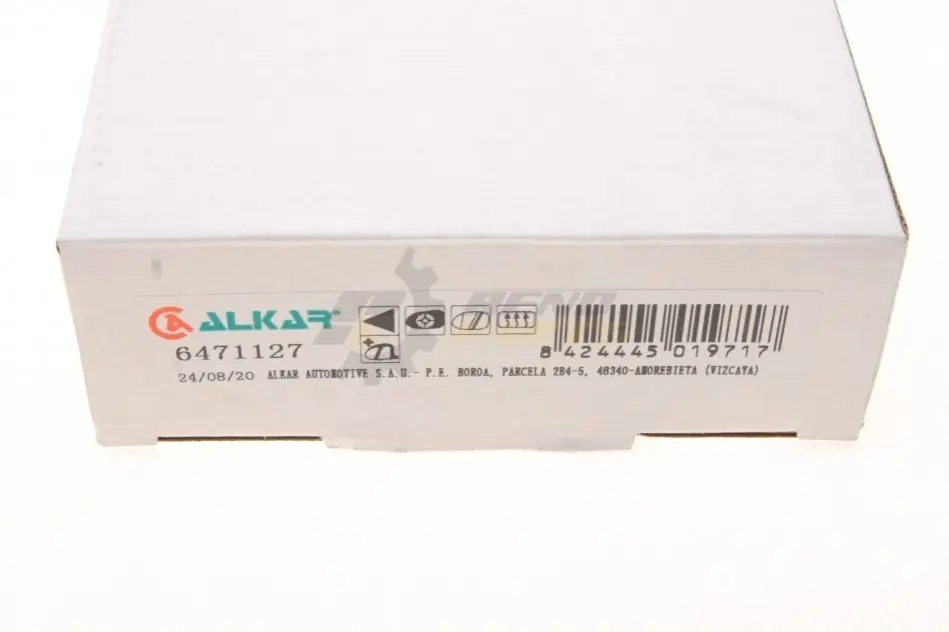 ALKAR
6471127
8 424445 019717
24/08/20 ALKAR AUTOMOTIVE S.A.U.- P.E. BOROA, PARCELA 2B4-5, 48340-AMOREBIETA (VIZCAYA)